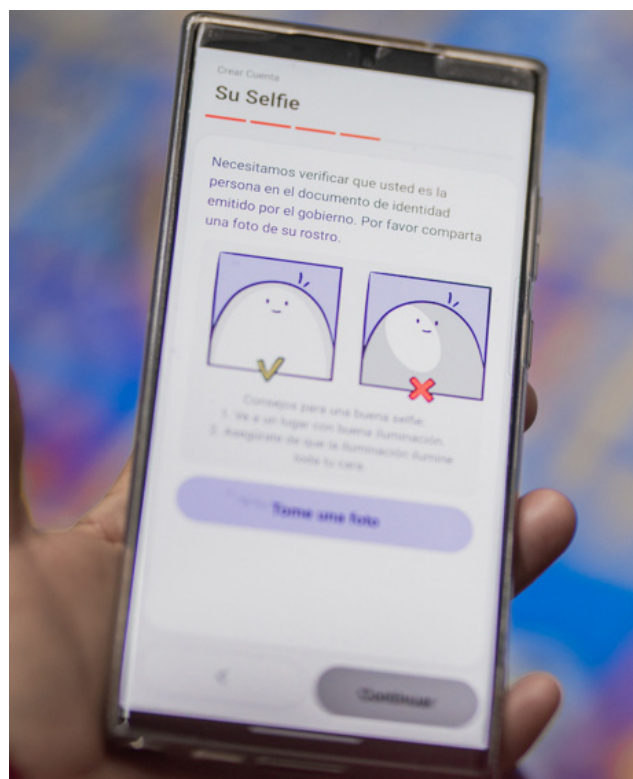 Crear Cuenta
Su Selfie
Necesitamos verificar que usted es la
persona en el documento de identidad
emitido por el gobierno. Por favor comparta
una foto de su rostro.
Consejos para una buena selfie:
1. Ve a un lugar con buena iluminación.
2. Asegúrate de que la iluminación ilumine
toda tu cara.
Tome una foto
Continuar